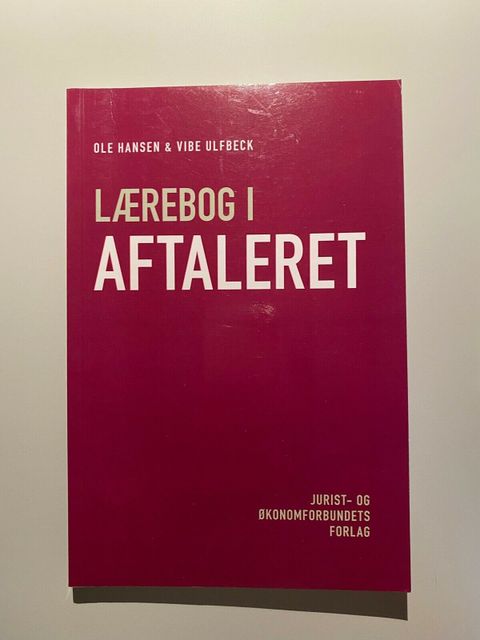 OLE HANSEN & VIBE ULFBECK
LÆREBOG I
AFTALERET
JURIST- OG
ØKONOMFORBUNDETS
FORLAG